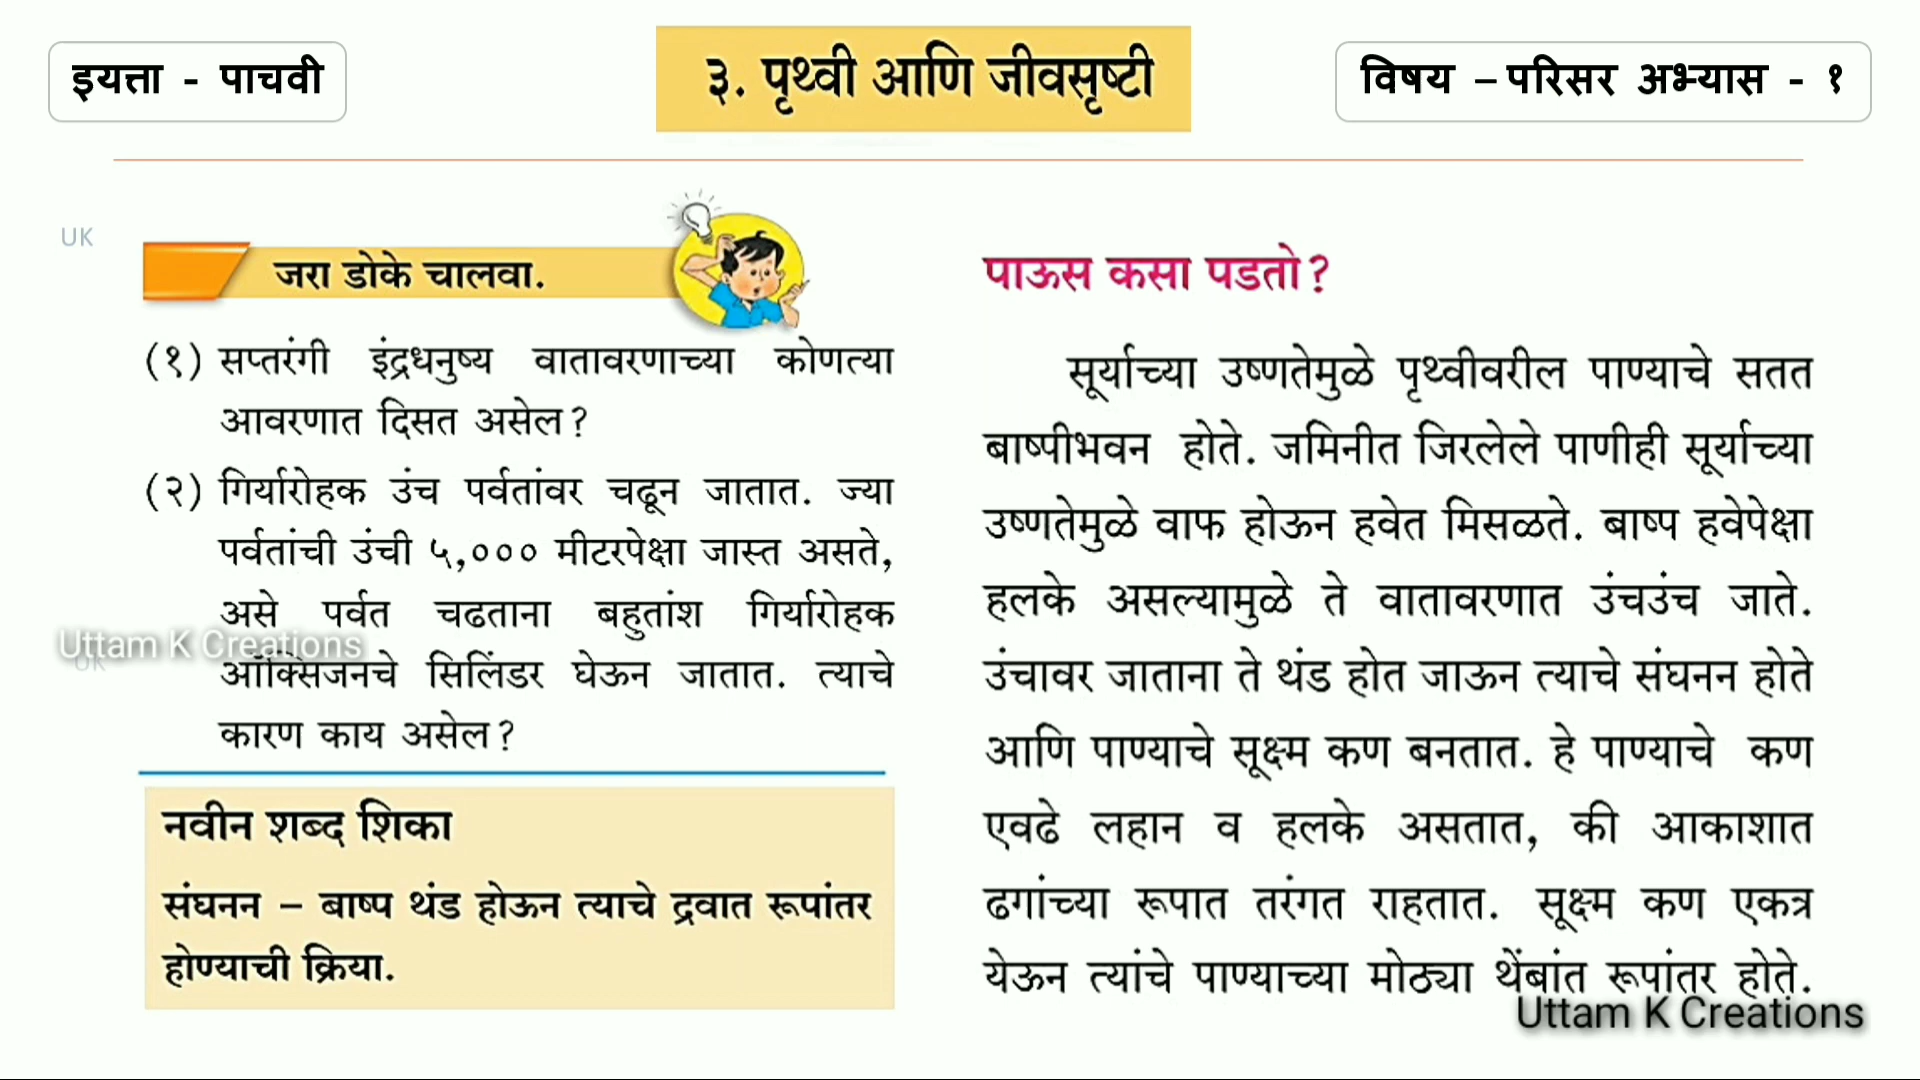 इयत्ता - पाचवी
३. पृथ्वी आणि जीवसृष्टी
विषय – परिसर अभ्यास - १
UK
जरा डोके चालवा.
(१) सप्तरंगी इंद्रधनुष्य वातावरणाच्या कोणत्या
आवरणात दिसत असेल?
(२) गिर्यारोहक उंच पर्वतांवर चढून जातात. ज्या
पर्वतांची उंची ५,००० मीटरपेक्षा जास्त असते,
असे पर्वत चढताना बहुतांश गिर्यारोहक
Uttam K Creations
UK
ऑक्सिजनचे सिलिंडर घेऊन जातात. त्याचे
कारण काय असेल?
नवीन शब्द शिका
संघनन – बाष्प थंड होऊन त्याचे द्रवात रूपांतर
होण्याची क्रिया.
पाऊस कसा पडतो?
सूर्याच्या उष्णतेमुळे पृथ्वीवरील पाण्याचे सतत
बाष्पीभवन होते. जमिनीत जिरलेले पाणीही सूर्याच्या
उष्णतेमुळे वाफ होऊन हवेत मिसळते. बाष्प हवेपेक्षा
हलके असल्यामुळे ते वातावरणात उंचउंच जाते.
उंचावर जाताना ते थंड होत जाऊन त्याचे संघनन होते
आणि पाण्याचे सूक्ष्म कण बनतात. हे पाण्याचे कण
एवढे लहान व हलके असतात, की आकाशात
ढगांच्या रूपात तरंगत राहतात. सूक्ष्म कण एकत्र
येऊन त्यांचे पाण्याच्या मोठ्या थेंबांत रूपांतर होते.
Uttam K Creations